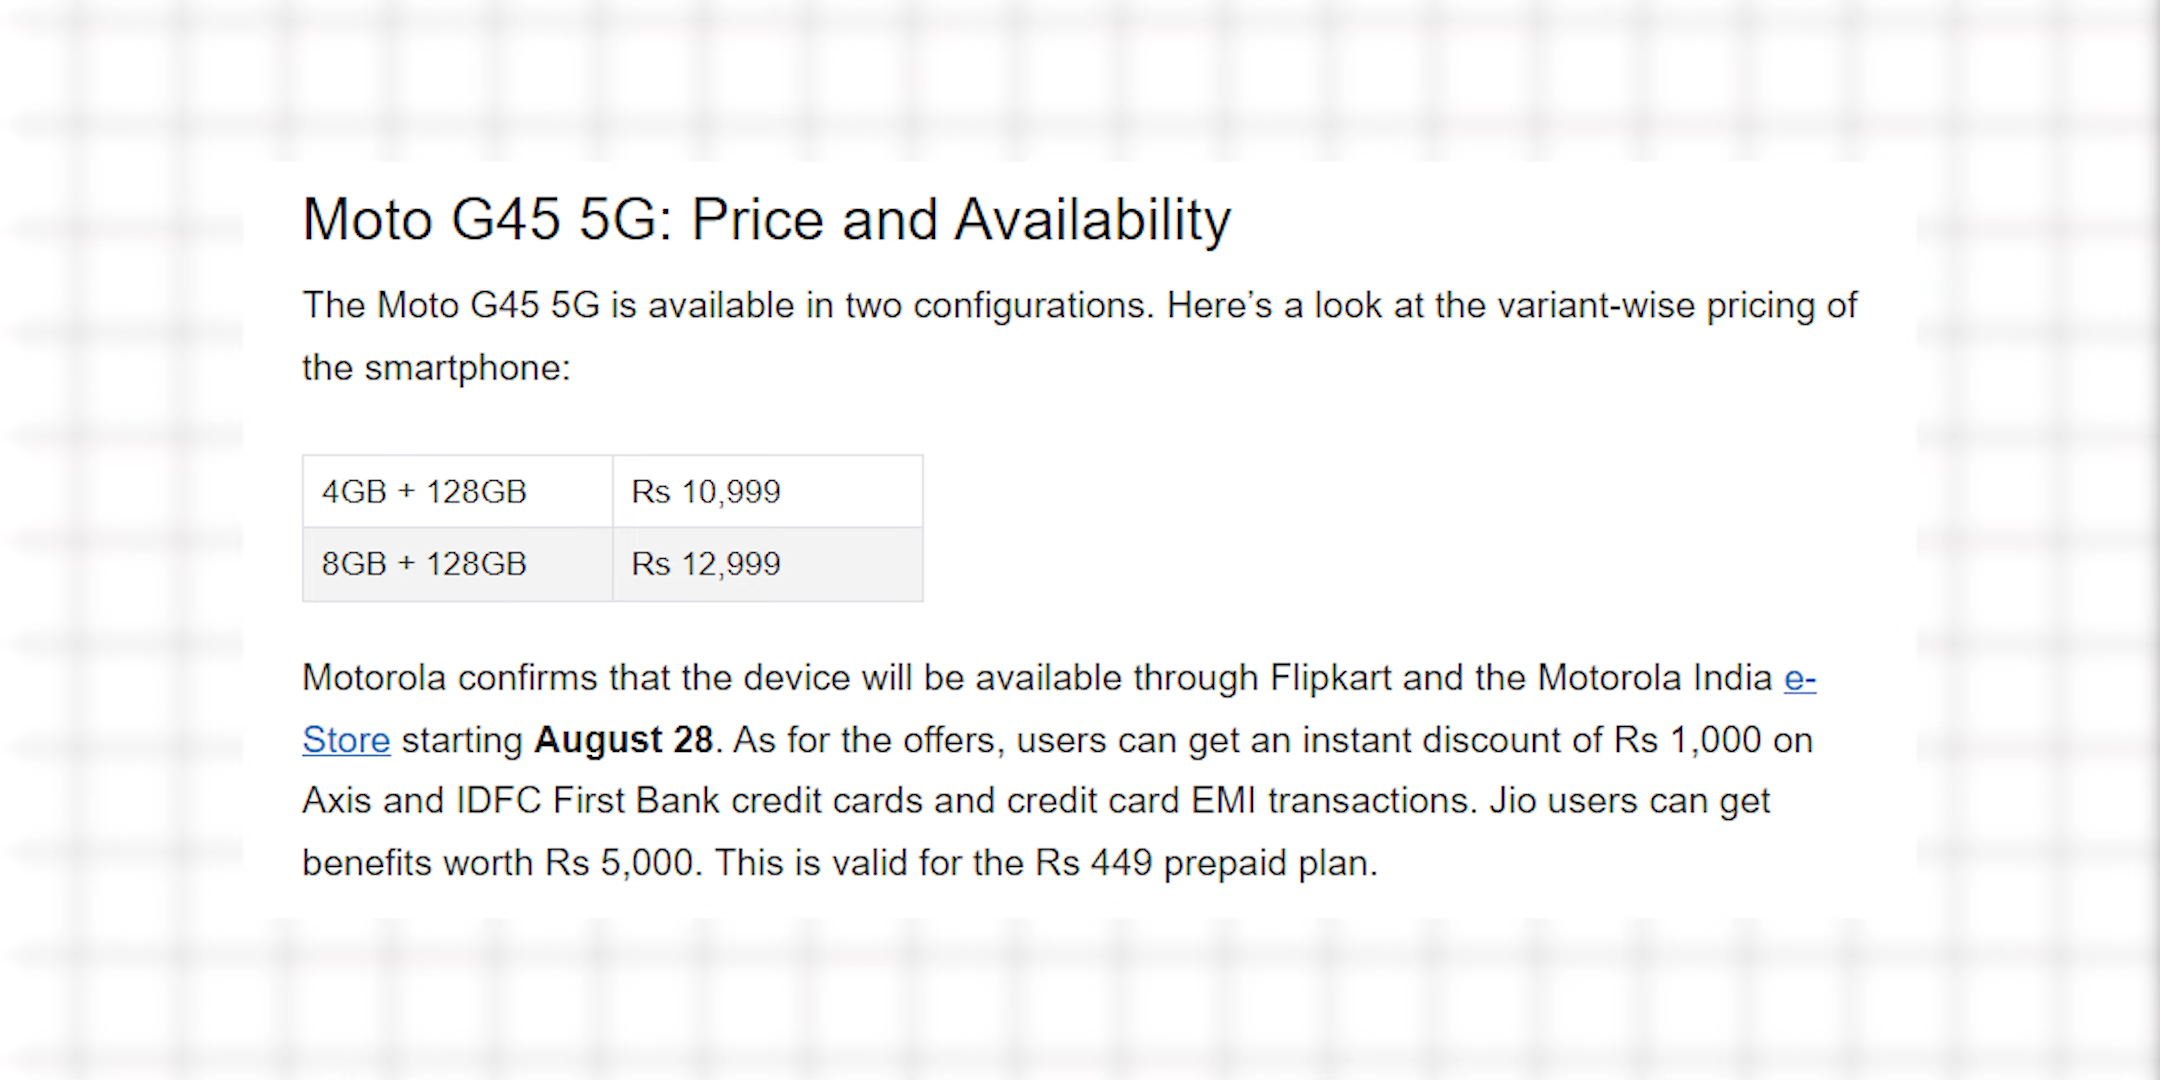 Moto G45 5G: Price and Availability
The Moto G45 5G is available in two configurations. Here’s a look at the variant-wise pricing of
the smartphone:
4GB + 128GB Rs 10,999
8GB + 128GB Rs 12,999
Motorola confirms that the device will be available through Flipkart and the Motorola India e-
Store starting August 28. As for the offers, users can get an instant discount of Rs 1,000 on
Axis and IDFC First Bank credit cards and credit card EMI transactions. Jio users can get
benefits worth Rs 5,000. This is valid for the Rs 449 prepaid plan.